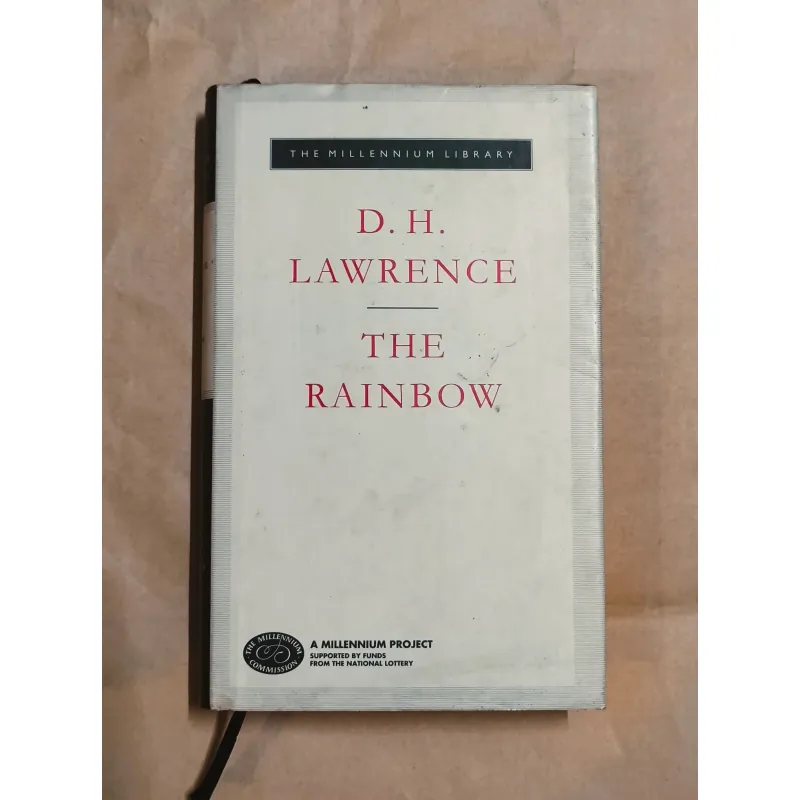 THE MILLENNIUM LIBRARY
D. H.
LAWRENCE
THE
RAINBOW
THE MILLENNIUM
COMMISSION
A MILLENNIUM PROJECT
SUPPORTED BY FUNDS
FROM THE NATIONAL LOTTERY